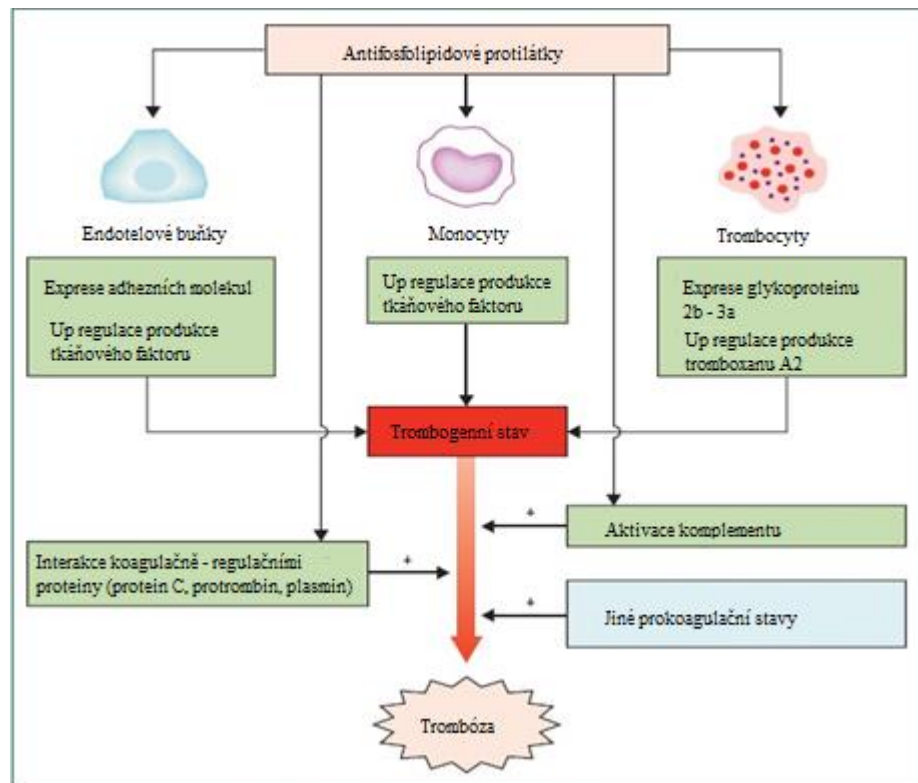 Antifosfolipidové protilátky
Endotelové buňky
Monocyty
Trombocyty
Exprese adhezních molekul
Up regulace produkce
tkáňového faktoru
Up regulace produkce
tkáňového faktoru
Exprese glykoproteinu
2b - 3a
Up regulace produkce
tromboxanu A2
Trombogenní stav
+
Aktivace komplementu
Interakce koagulačně - regulačními
proteiny (protein C, protrombin, plasmin)
+
+
Jiné prokoagulační stavy
Trombóza